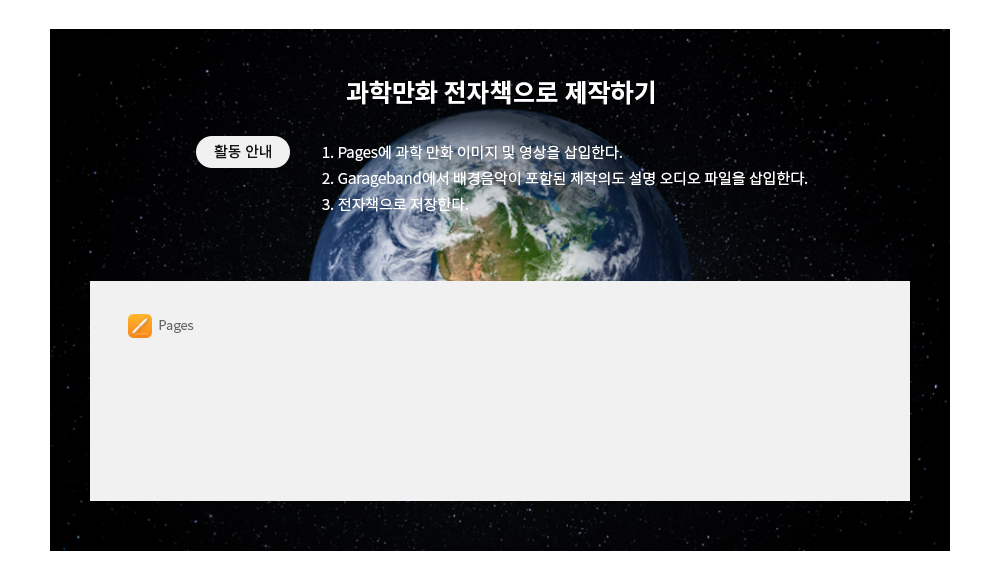 과학만화 전자책으로 제작하기
활동 안내
1. Pages에 과학 만화 이미지 및 영상을 삽입한다.
2. Garageband에서 배경음악이 포함된 제작의도 설명 오디오 파일을 삽입한다.
3. 전자책으로 저장한다.
Pages